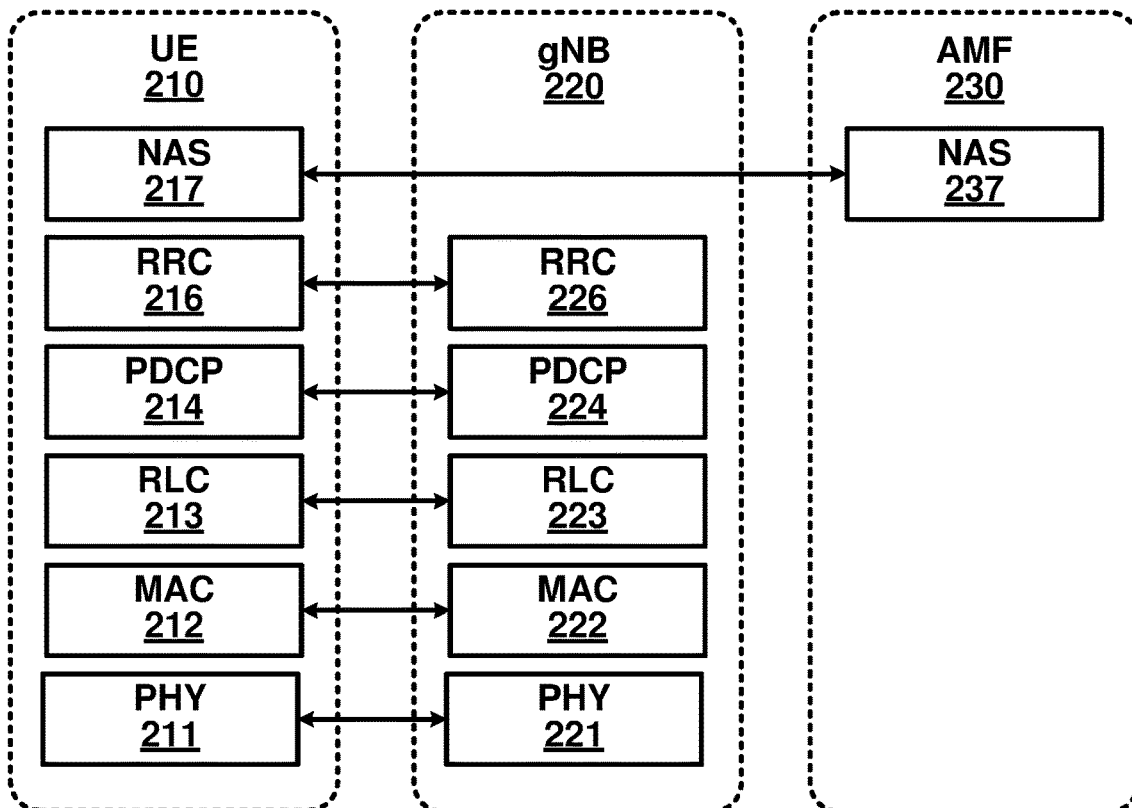 UE
210
gNB
220
AMF
230
NAS
217
NAS
237
RRC
216
RRC
226
PDCP
214
PDCP
224
RLC
213
RLC
223
MAC
212
MAC
222
PHY
211
PHY
221